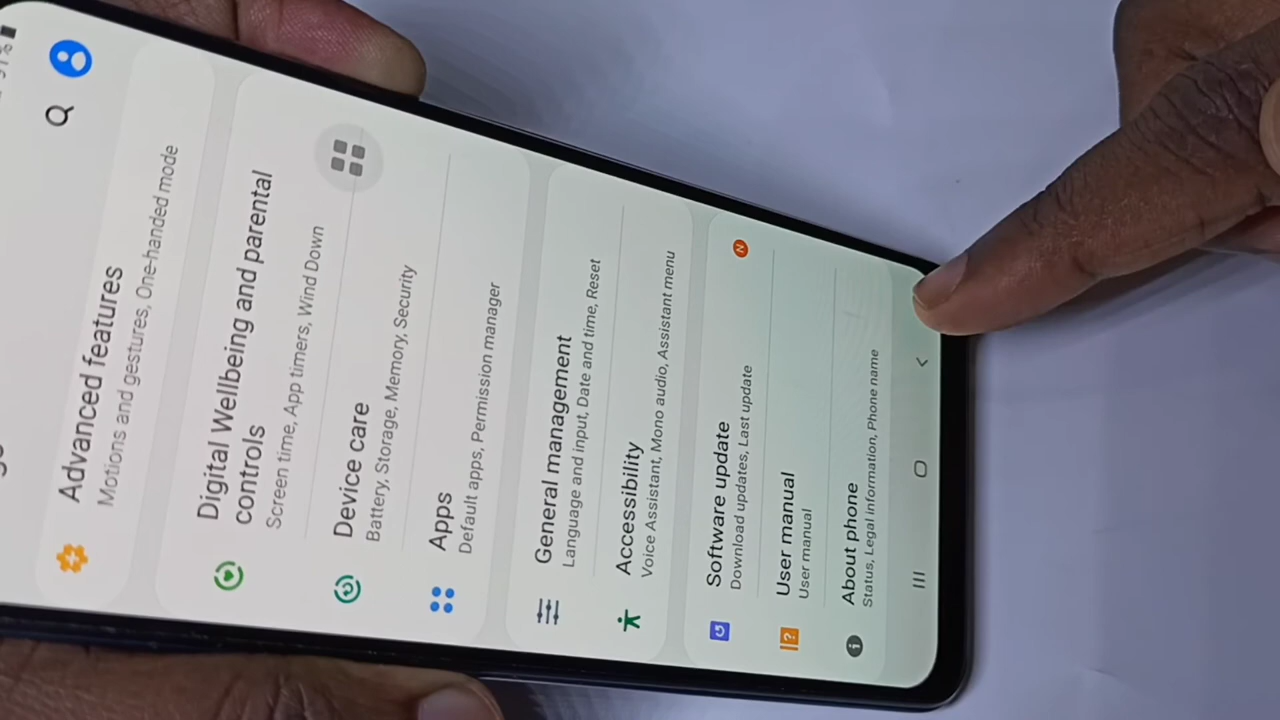 Advanced features
Motions and gestures, One-handed mode
Digital Wellbeing and parental
controls
Screen time, App timers, Wind Down
Device care
Battery, Storage, Memory, Security
Apps
Default apps, Permission manager
General management
Language and input, Date and time, Reset
Accessibility
Voice Assistant, Mono audio, Assistant menu
Software update
Download updates, Last update
N
User manual
User manual
About phone
Status, Legal information, Phone name